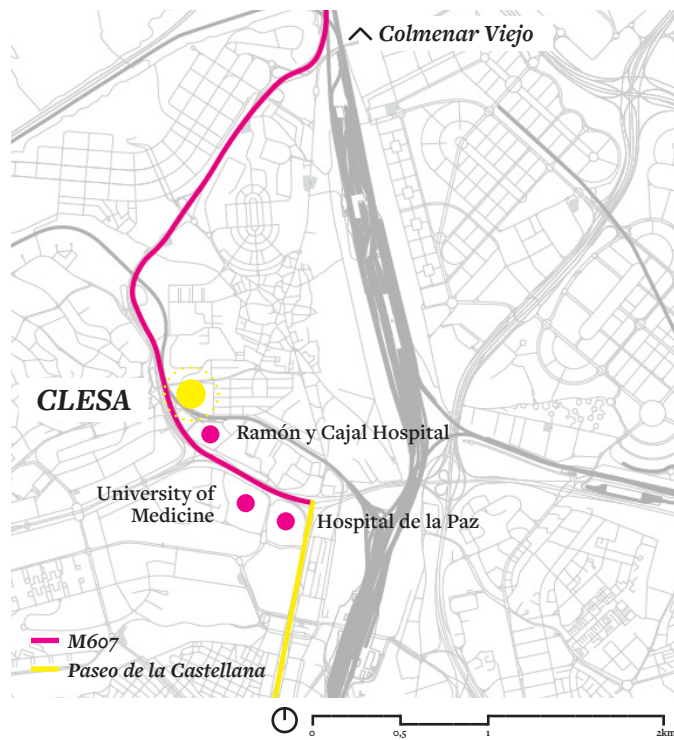 Colmenar Viejo
CLESA
Ramón y Cajal Hospital
University of
Medicine
Hospital de la Paz
M607
Paseo de la Castellana
0 0,5 1 2km